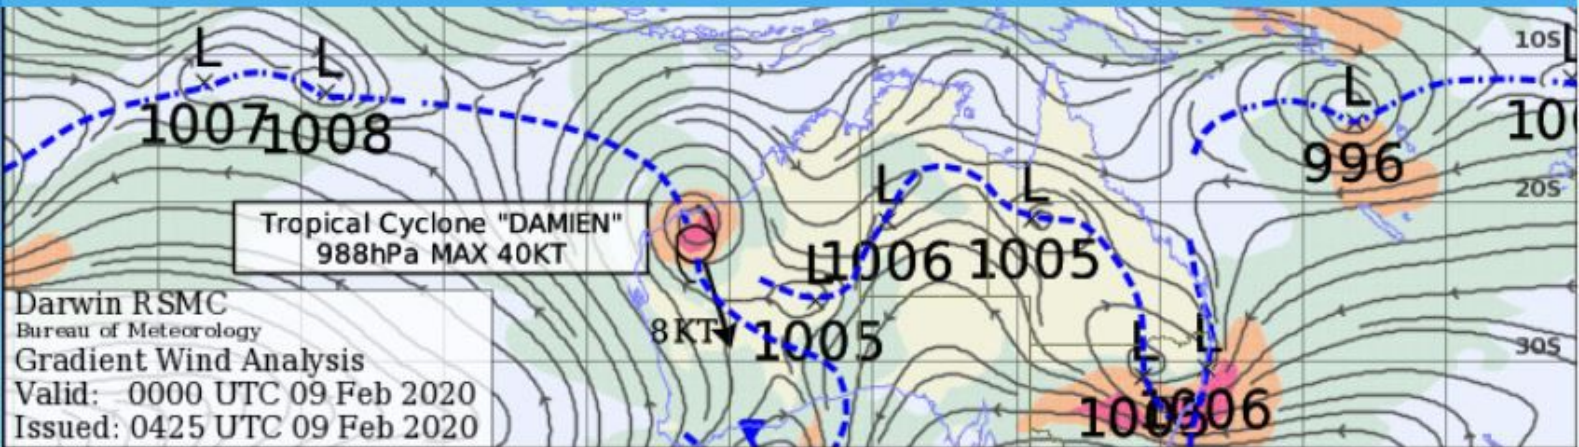 10S
L
L
L
L
1007
1008
10
L
L
996
20S
Tropical Cyclone "DAMIEN"
988hPa MAX 40KT
L
1006
1005
Darwin RSMC
Bureau of Meteorology
Gradient Wind Analysis
Valid: 0000 UTC 09 Feb 2020
Issued: 0425 UTC 09 Feb 2020
8KT
1005
L
L
30S